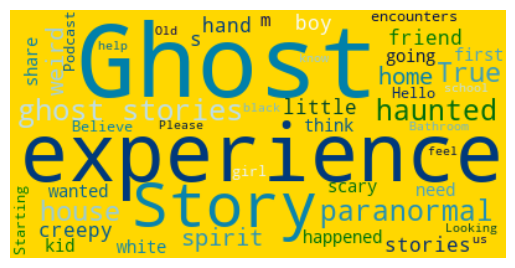 encounters
Old
hand
m
boy
Podcast
weird
share
help
s
friend
Ghost
know
going
first
home
True
Hello
school
ghost stories
black
little
haunted
Believe
Please
think
Bathroom
experience
feel
girl
Starting
wanted
Story
scary
need
house
paranormal
creepy
spirit
happened
Looking
kid
white
stories
us